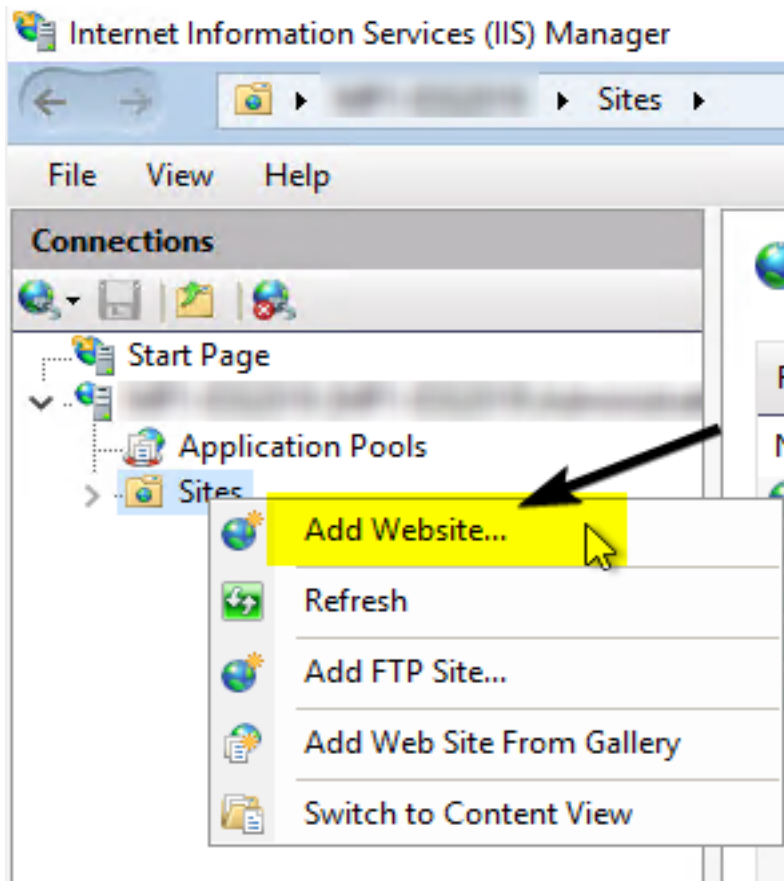 Internet Information Services (IIS) Manager
Sites
File View Help
Connections
Start Page
Application Pools
Sites
Add Website...
Refresh
Add FTP Site...
Add Web Site From Gallery
Switch to Content View